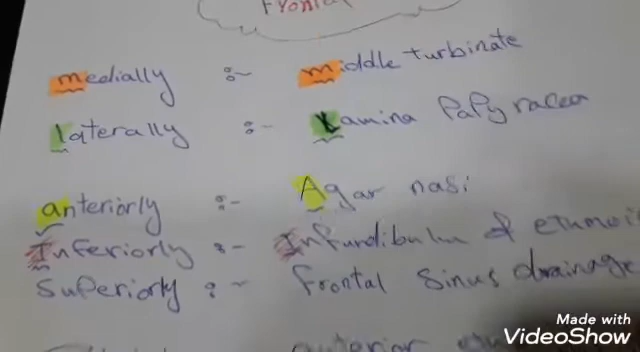 Frontal
medially :- middle turbinate
laterally :- Lamina Papyracea
anteriorly :- Agar nasi
Inferiorly :- Infundibulum of
Superiorly :- frontal Sinus drainage
anterior
Made with
VideoShow